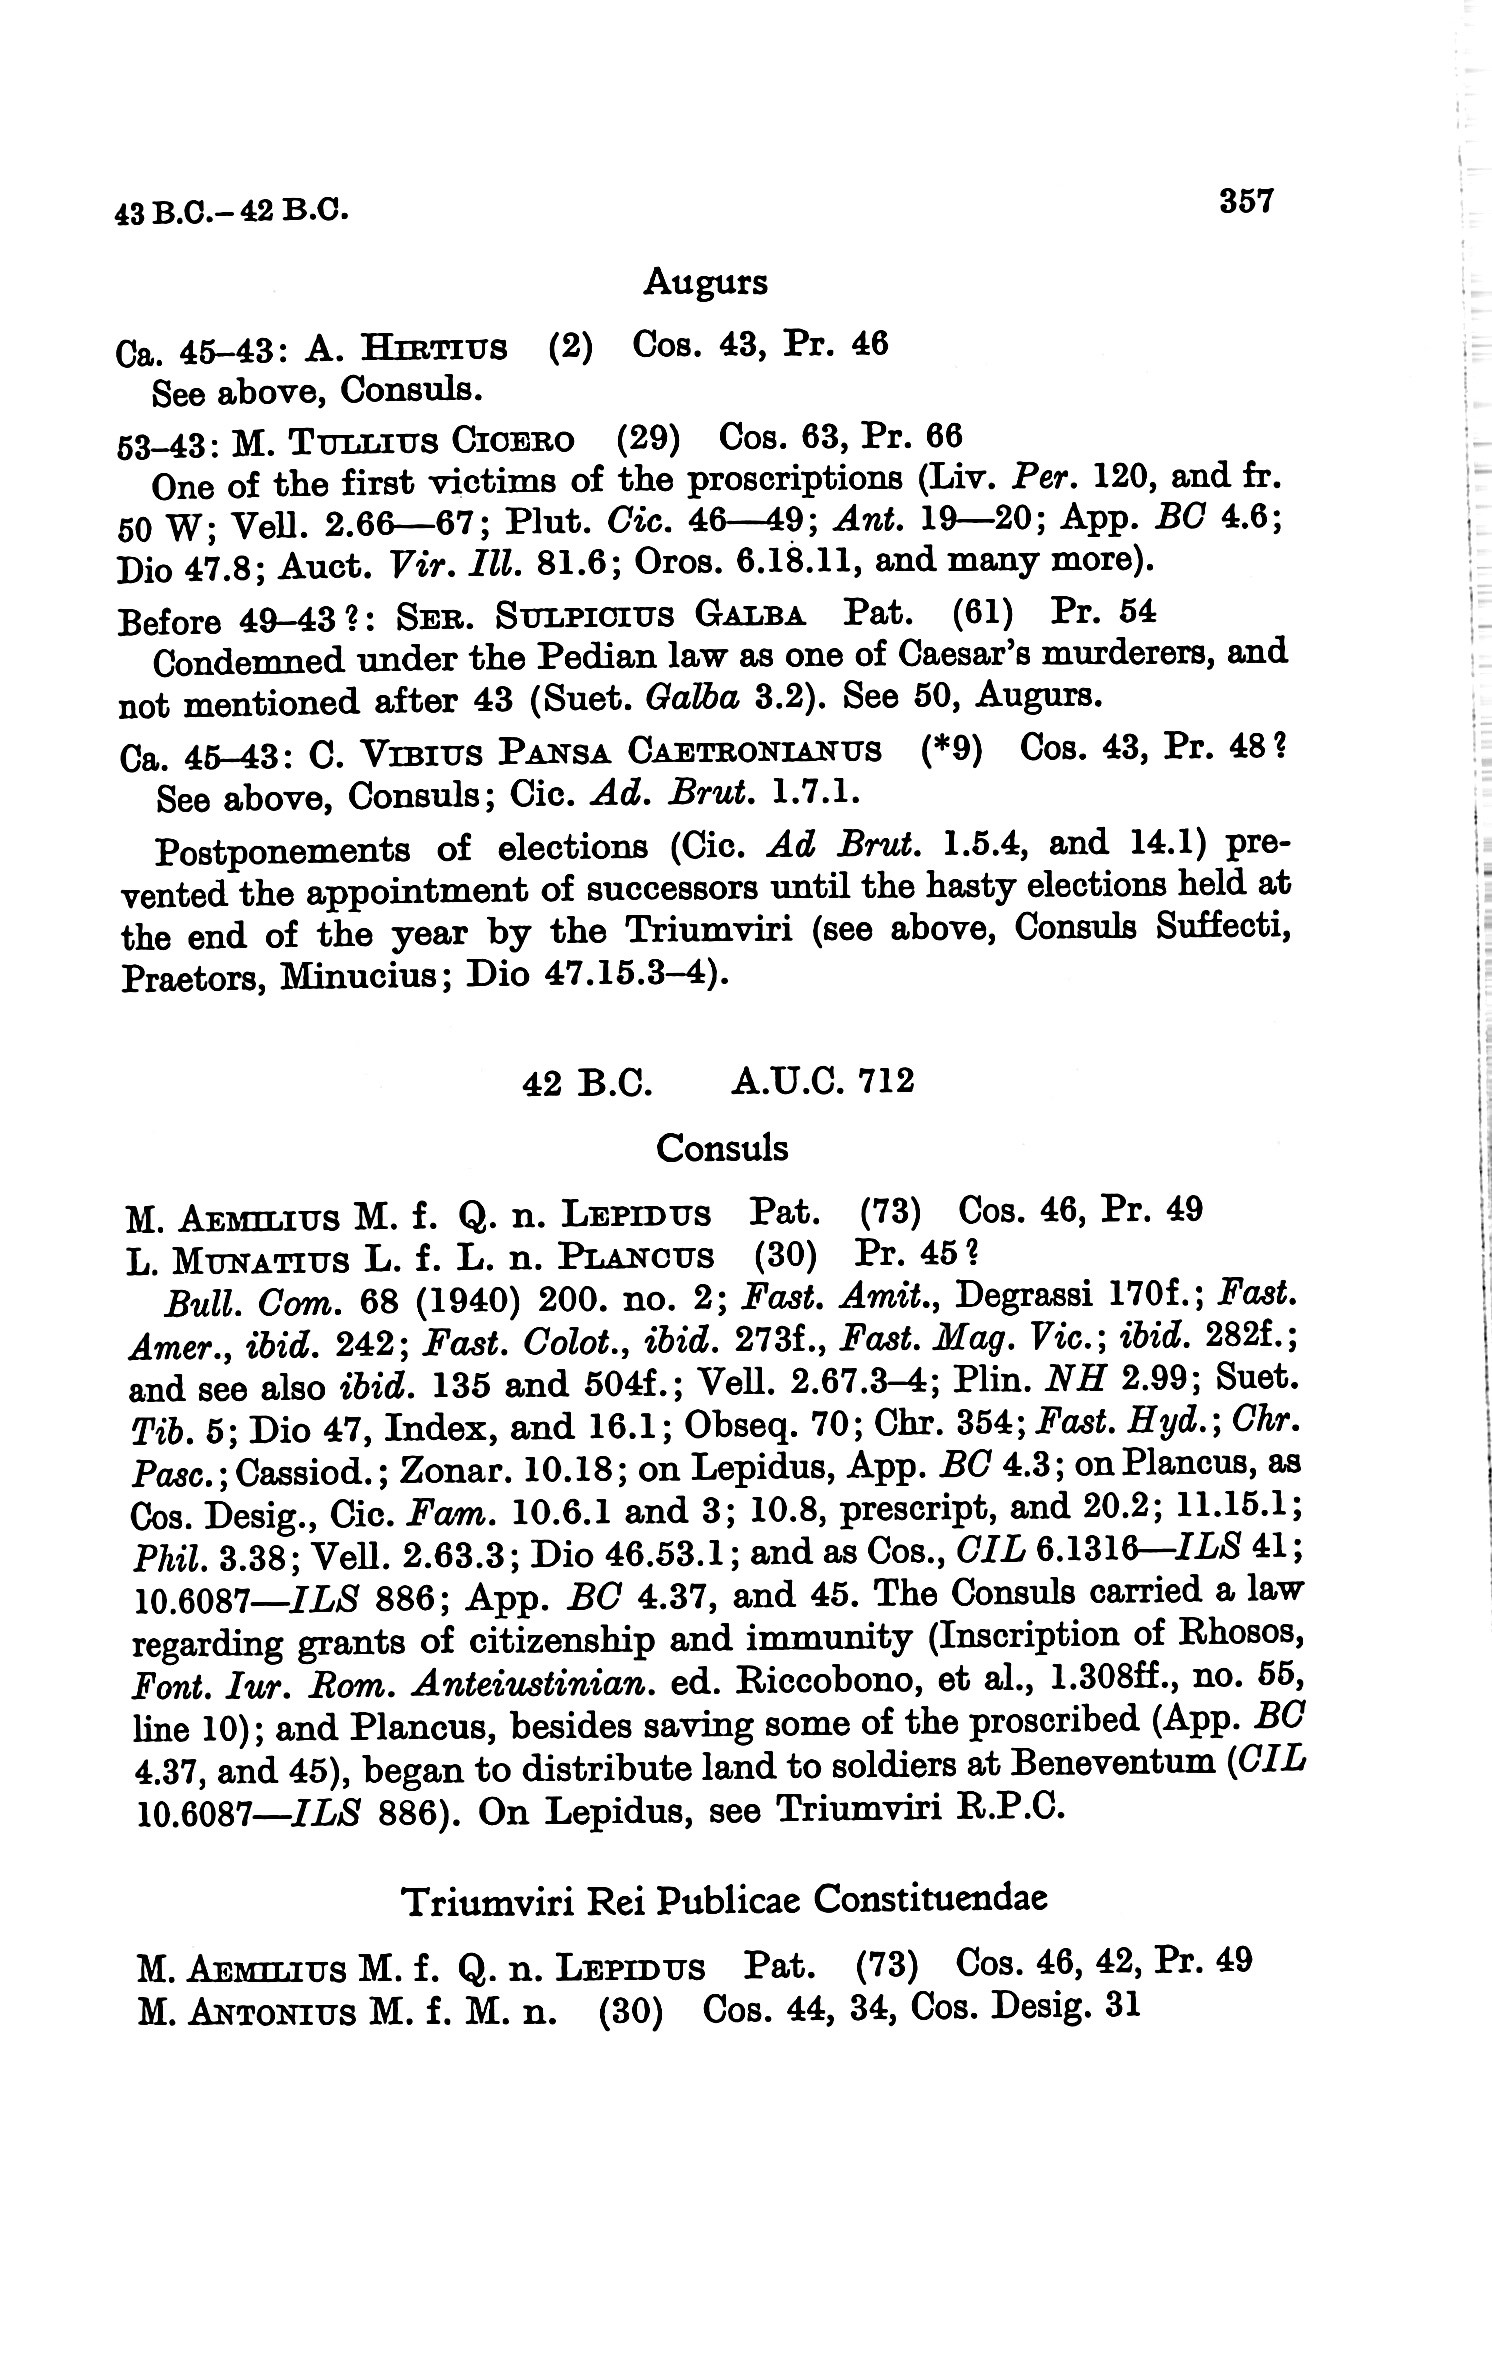 43 B.C.–42 B.C. 357
Augurs
Ca. 45–43: A. HIRTIUS (2) Cos. 43, Pr. 46
See above, Consuls.
53–43: M. TULLIUS CICERO (29) Cos. 63, Pr. 66
One of the first victims of the proscriptions (Liv. Per. 120, and fr.
50 W; Vell. 2.66—67; Plut. Cic. 46—49; Ant. 19—20; App. BC 4.6;
Dio 47.8; Auct. Vir. Ill. 81.6; Oros. 6.18.11, and many more).
Before 49–43?: SER. SULPICIUS GALBA Pat. (61) Pr. 54
Condemned under the Pedian law as one of Caesar's murderers, and
not mentioned after 43 (Suet. Galba 3.2). See 50, Augurs.
Ca. 45–43: C. VIBIUS PANSA CAETRONIANUS (*9) Cos. 43, Pr. 48?
See above, Consuls; Cic. Ad. Brut. 1.7.1.
Postponements of elections (Cic. Ad Brut. 1.5.4, and 14.1) pre-
vented the appointment of successors until the hasty elections held at
the end of the year by the Triumviri (see above, Consuls Suffecti,
Praetors, Minucius; Dio 47.15.3–4).
42 B.C. A.U.C. 712
Consuls
M. AEMILIUS M. f. Q. n. LEPIDUS Pat. (73) Cos. 46, Pr. 49
L. MUNATIUS L. f. L. n. PLANCUS (30) Pr. 45?
Bull. Com. 68 (1940) 200. no. 2; Fast. Amit., Degrassi 170f.; Fast.
Amer., ibid. 242; Fast. Colot., ibid. 273f., Fast. Mag. Vic.; ibid. 282f.;
and see also ibid. 135 and 504f.; Vell. 2.67.3–4; Plin. NH 2.99; Suet.
Tib. 5; Dio 47, Index, and 16.1; Obseq. 70; Chr. 354; Fast. Hyd.; Chr.
Pasc.; Cassiod.; Zonar. 10.18; on Lepidus, App. BC 4.3; on Plancus, as
Cos. Desig., Cic. Fam. 10.6.1 and 3; 10.8, prescript, and 20.2; 11.15.1;
Phil. 3.38; Vell. 2.63.3; Dio 46.53.1; and as Cos., CIL 6.1316—ILS 41;
10.6087—ILS 886; App. BC 4.37, and 45. The Consuls carried a law
regarding grants of citizenship and immunity (Inscription of Rhosos,
Font. Iur. Rom. Anteiustinian. ed. Riccobono, et al., 1.308ff., no. 55,
line 10); and Plancus, besides saving some of the proscribed (App. BC
4.37, and 45), began to distribute land to soldiers at Beneventum (CIL
10.6087—ILS 886). On Lepidus, see Triumviri R.P.C.
Triumviri Rei Publicae Constituendae
M. AEMILIUS M. f. Q. n. LEPIDUS Pat. (73) Cos. 46, 42, Pr. 49
M. ANTONIUS M. f. M. n. (30) Cos. 44, 34, Cos. Desig. 31